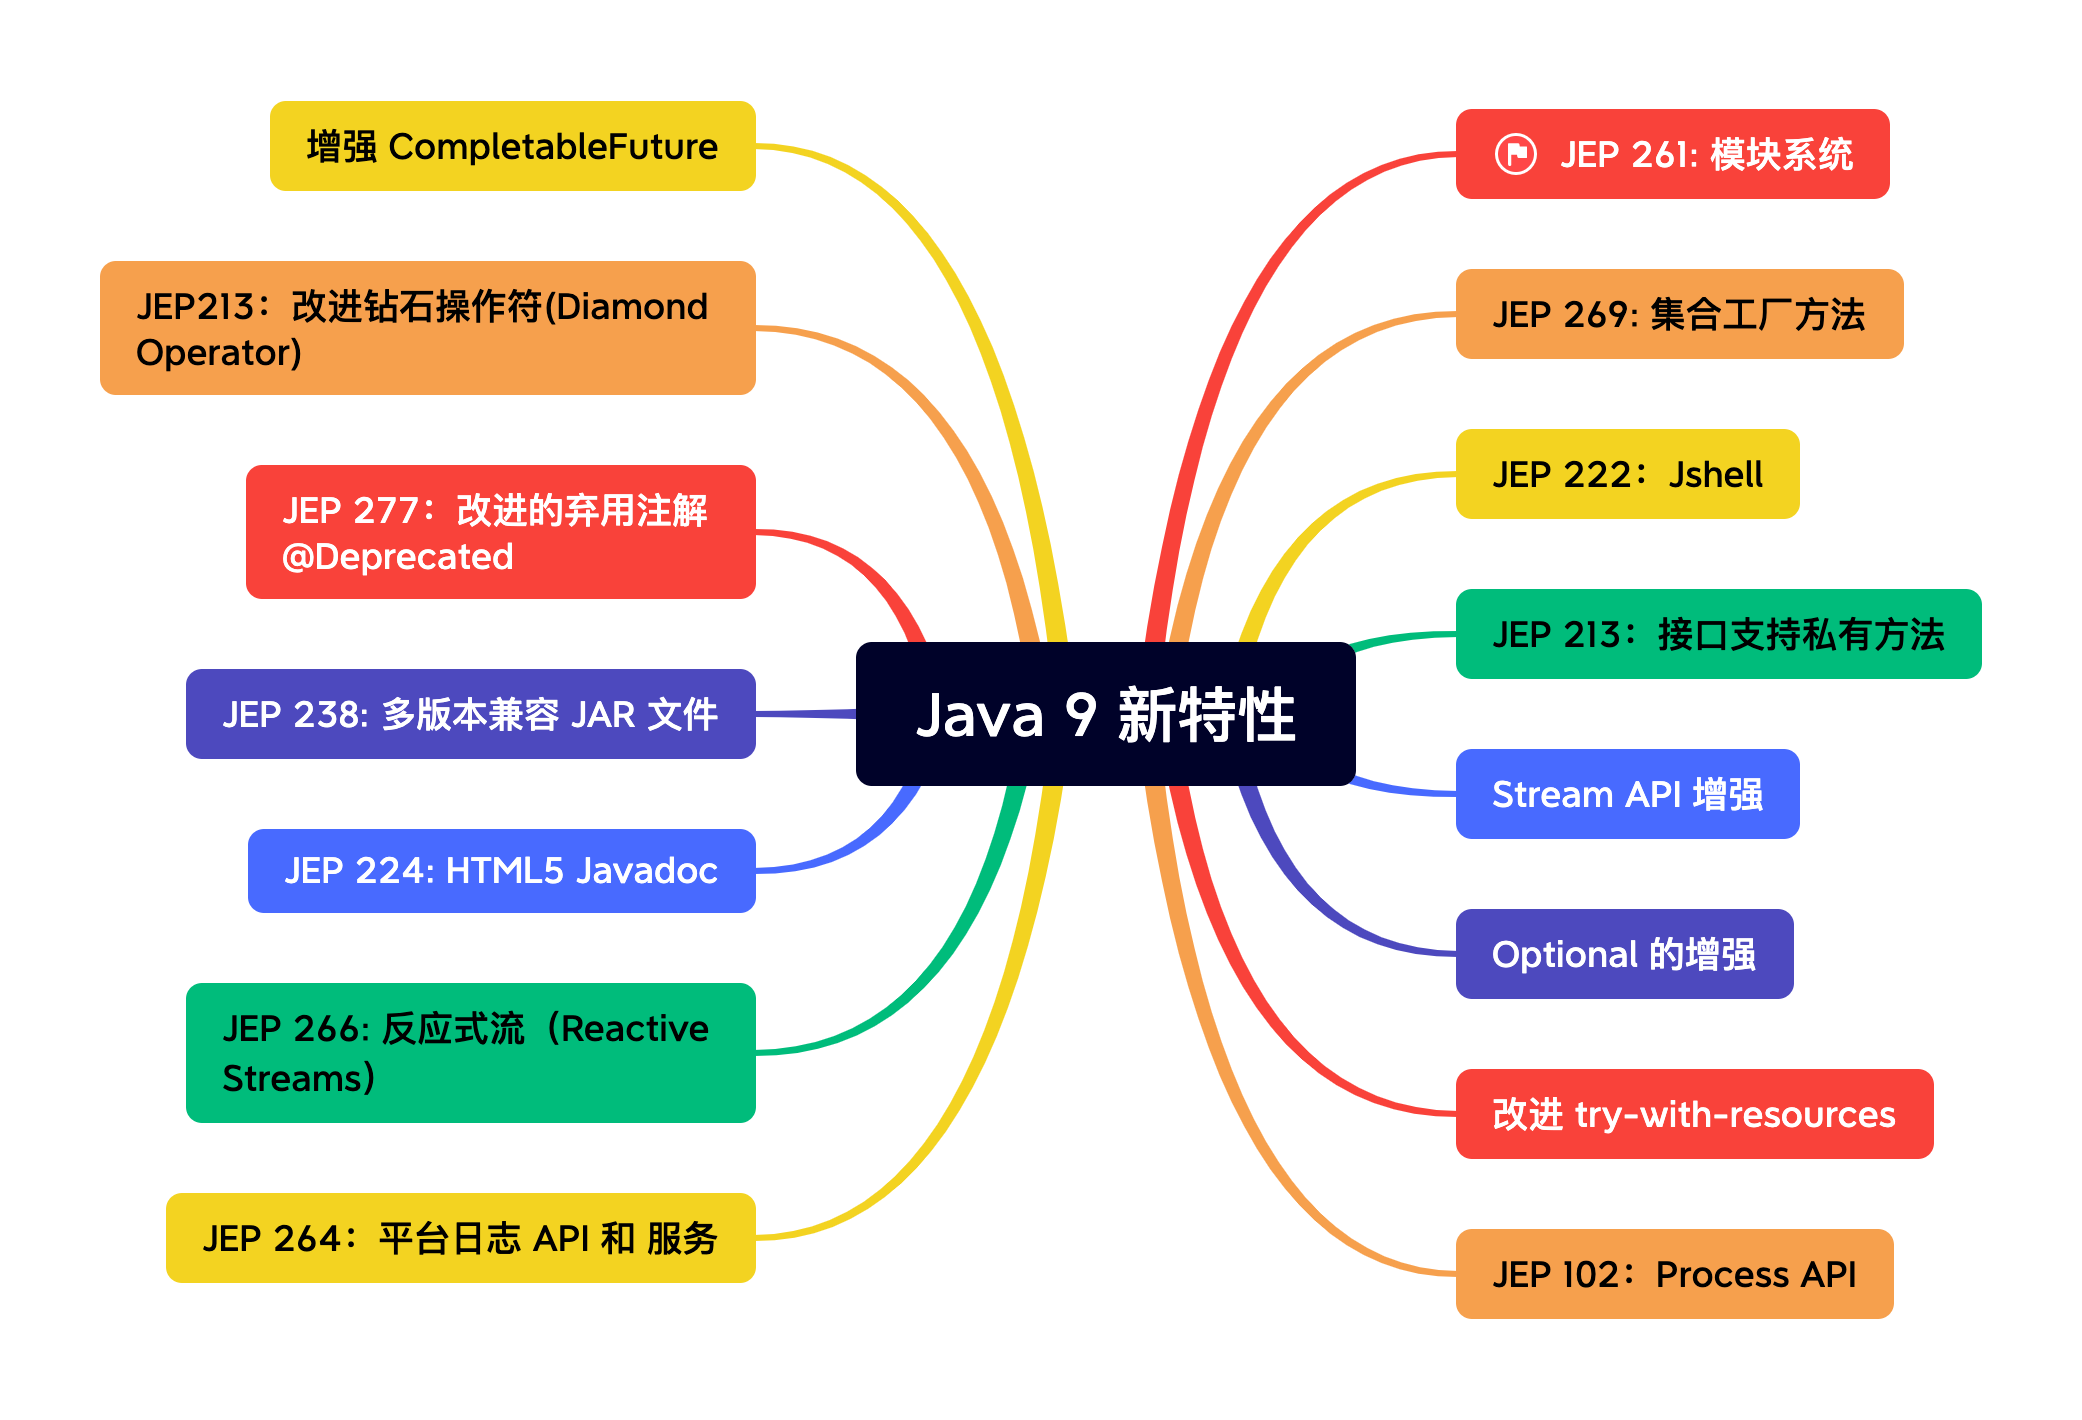 Java 9 新特性
JEP 261: 模块系统
JEP 269: 集合工厂方法
JEP 222：Jshell
JEP 213：接口支持私有方法
Stream API 增强
Optional 的增强
改进 try-with-resources
JEP 102：Process API
增强 CompletableFuture
JEP213：改进钻石操作符(Diamond
Operator)
JEP 277：改进的弃用注解
@Deprecated
JEP 238: 多版本兼容 JAR 文件
JEP 224: HTML5 Javadoc
JEP 266: 反应式流（Reactive
Streams）
JEP 264：平台日志 API 和 服务